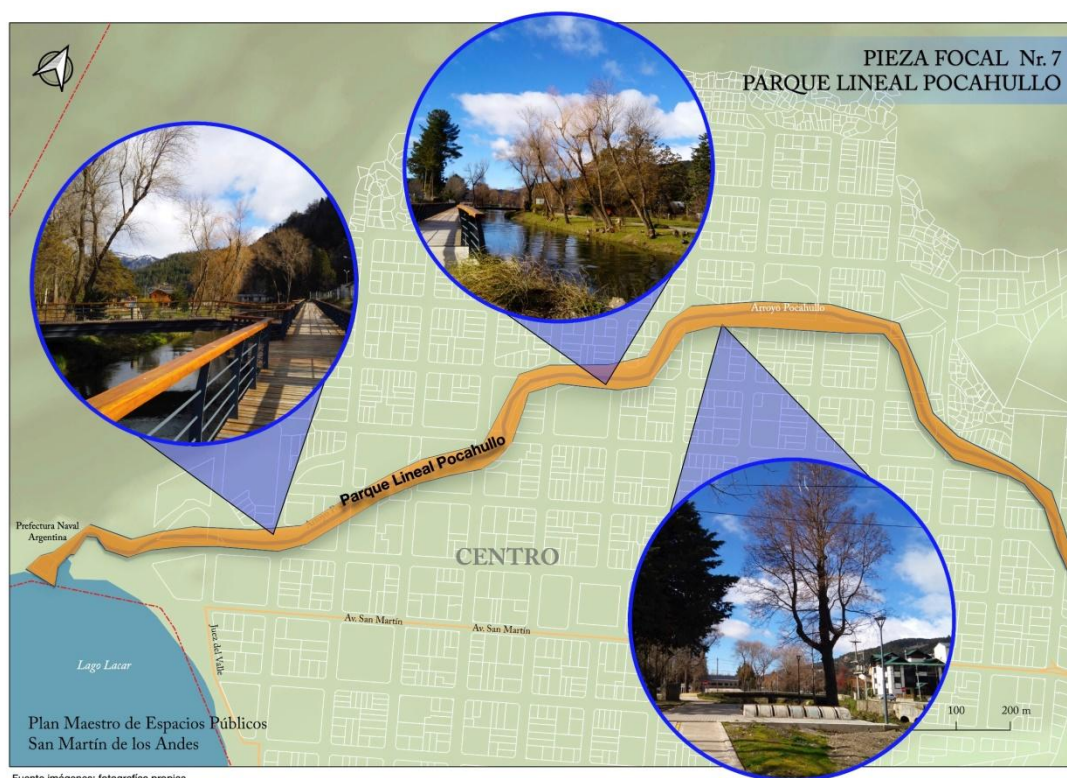 PIEZA FOCAL Nr. 7
PARQUE LINEAL POCAHULLO
Arroyo Pocahullo
Parque Lineal Pocahullo
Prefectura Naval
Argentina
CENTRO
Av. San Martín
Av. San Martín
Juez del Valle
Lago Lacar
100
200 m
Plan Maestro de Espacios Públicos
San Martín de los Andes
Fuente imágenes: fotografías propias